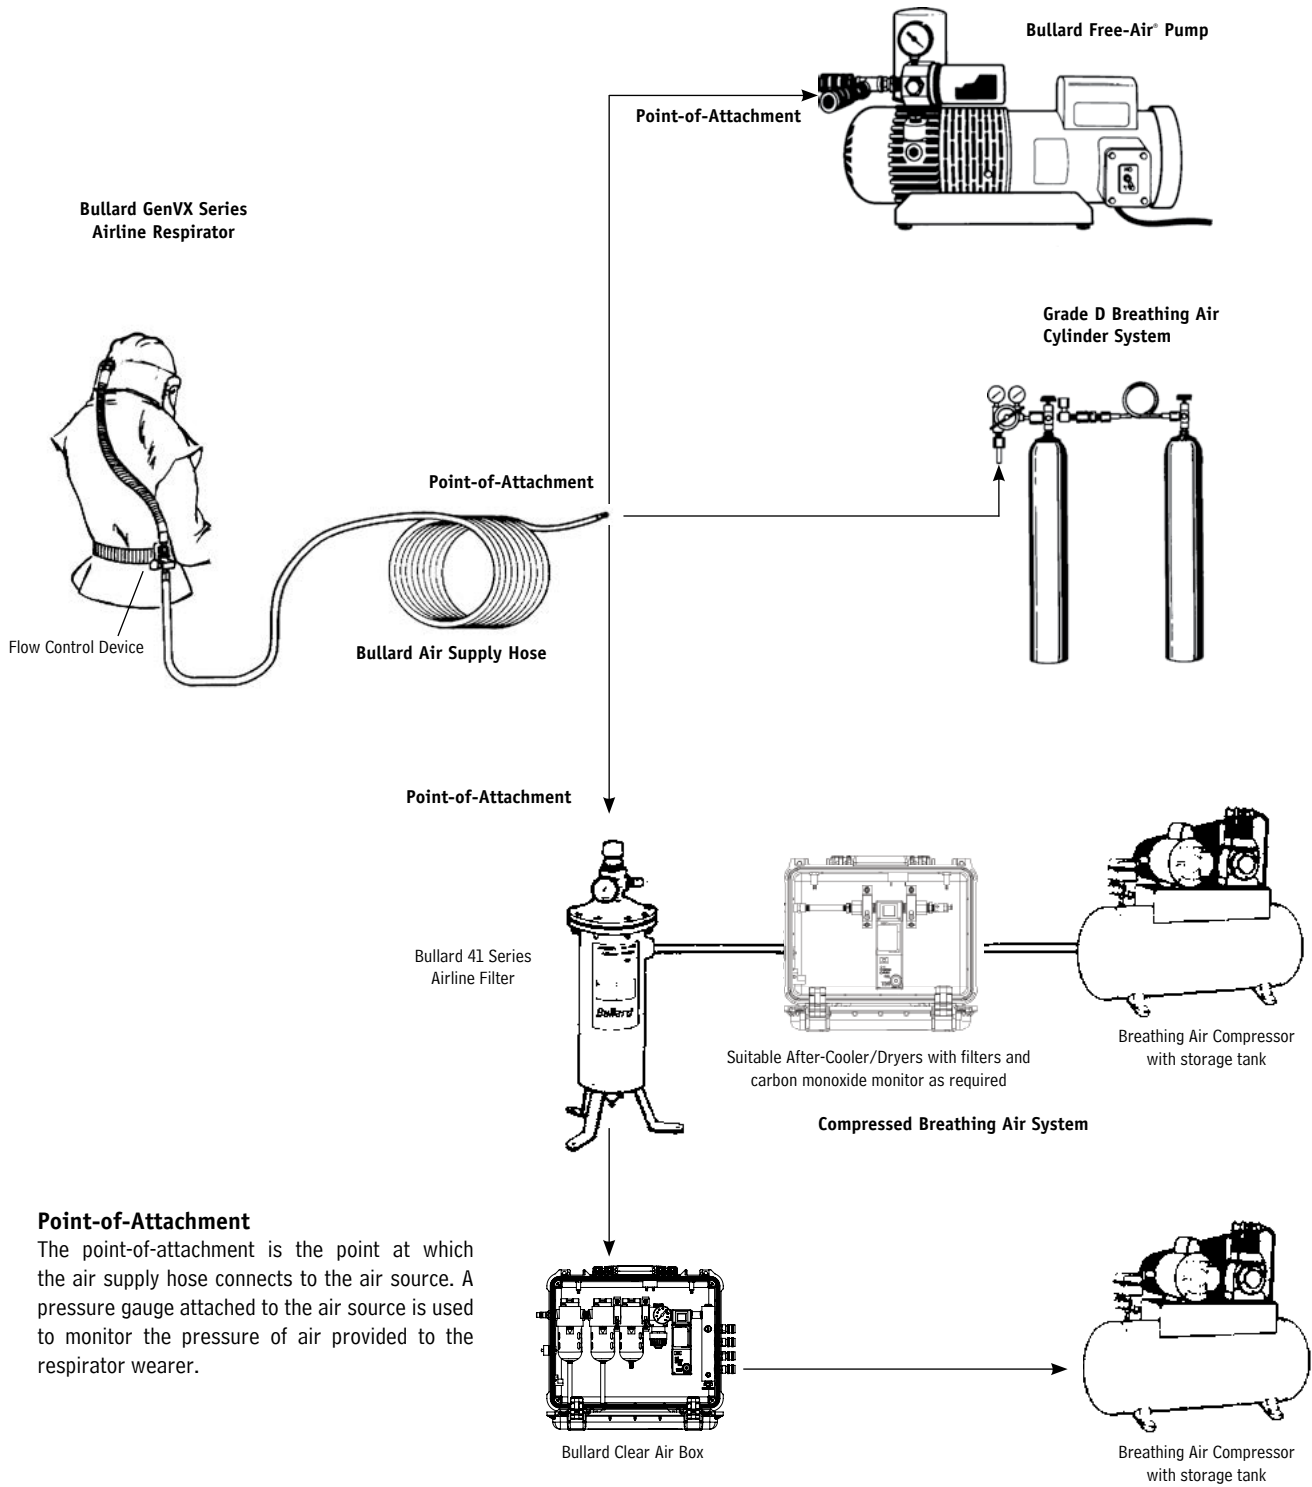 Bullard Free-Air® Pump
Point-of-Attachment
Bullard GenVX Series
Airline Respirator
Grade D Breathing Air
Cylinder System
Point-of-Attachment
Flow Control Device
Bullard Air Supply Hose
Point-of-Attachment
Bullard 41 Series
Airline Filter
Bullard
Suitable After-Cooler/Dryers with filters and
carbon monoxide monitor as required
Breathing Air Compressor
with storage tank
Compressed Breathing Air System
Point-of-Attachment
The point-of-attachment is the point at which
the air supply hose connects to the air source. A
pressure gauge attached to the air source is used
to monitor the pressure of air provided to the
respirator wearer.
Bullard Clear Air Box
Breathing Air Compressor
with storage tank